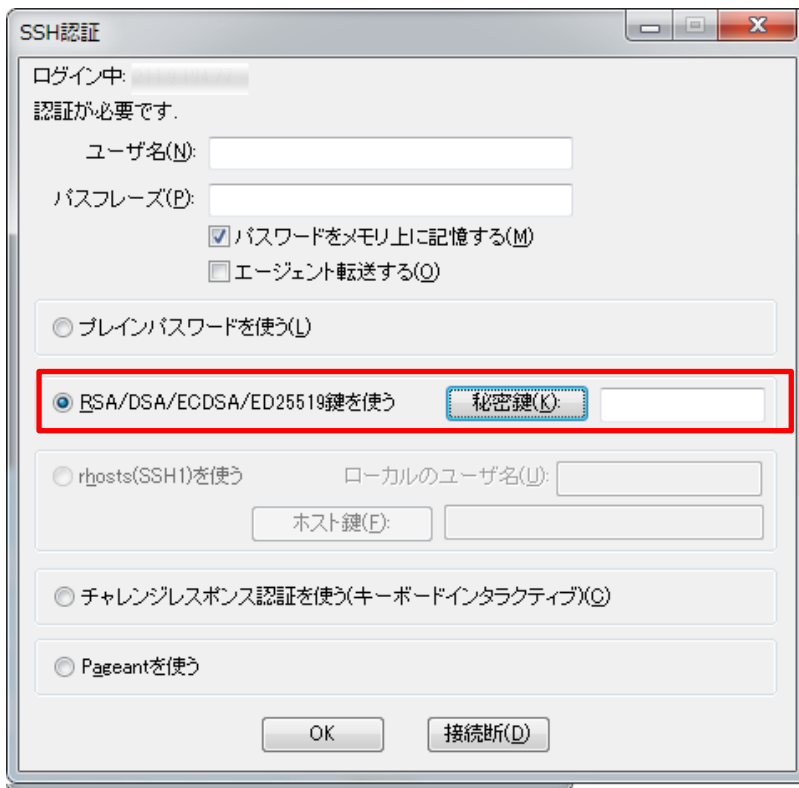 SSH認証
ログイン中:
認証が必要です.
ユーザ名(N):
パスフレーズ(P):
パスワードをメモリ上に記憶する(M)
エージェント転送する(O)
プレインパスワードを使う(L)
RSA/DSA/ECDSA/ED25519鍵を使う 秘密鍵(K):
rhosts(SSH1)を使う ローカルのユーザ名(U):
ホスト鍵(F):
チャレンジレスポンス認証を使う(キーボードインタラクティブ)(C)
Pageantを使う
OK 接続断(D)